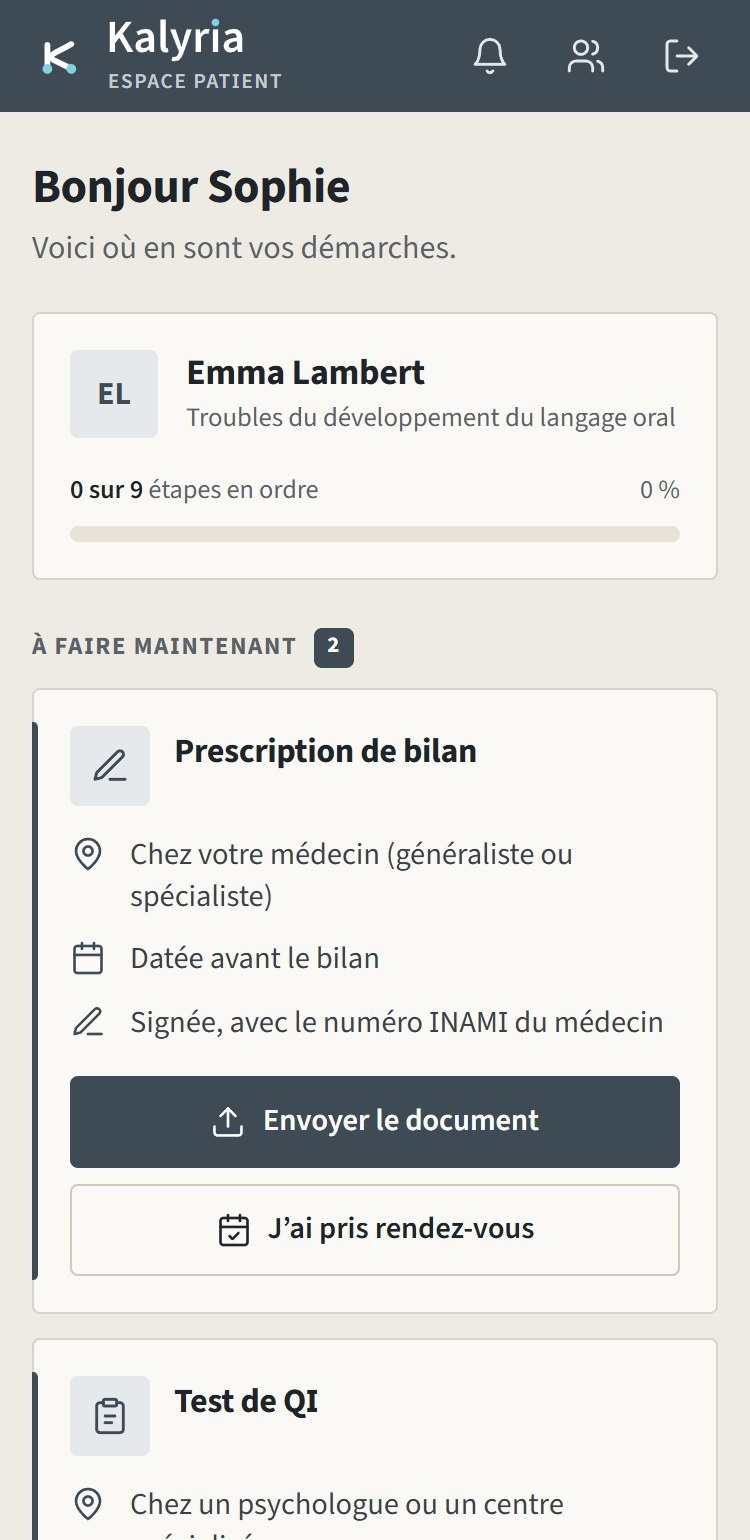 Kalyria
ESPACE PATIENT
Bonjour Sophie
Voici où en sont vos démarches.
EL
Emma Lambert
Troubles du développement du langage oral
0 sur 9 étapes en ordre
0 %
À FAIRE MAINTENANT 2
Prescription de bilan
Chez votre médecin (généraliste ou
spécialiste)
Datée avant le bilan
Signée, avec le numéro INAMI du médecin
Envoyer le document
J’ai pris rendez-vous
Test de QI
Chez un psychologue ou un centre